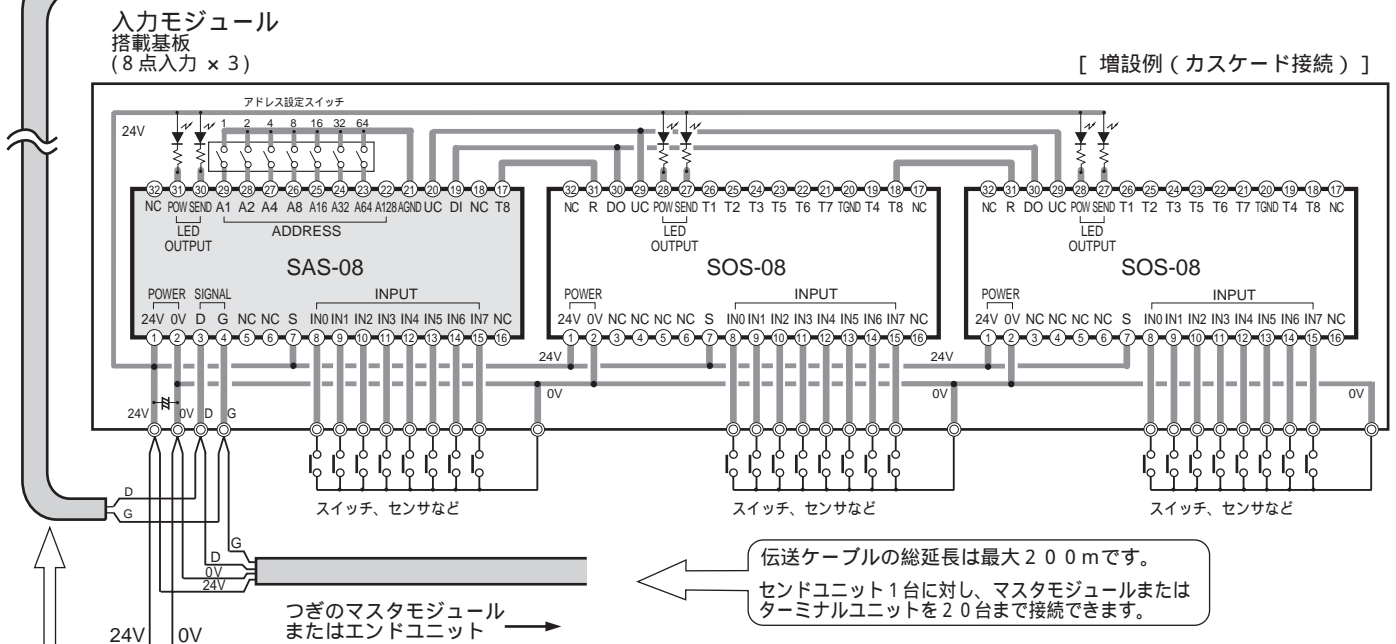 入力モジュール
搭載基板
(８点入力 × 3)
[ 増設例 ( カスケード接続 ) ]
アドレス設定スイッチ
24V
1 2 4 8 16 32 64
32 31 30 29 28 27 26 25 24 23 22 21 20 19 18 17
NC POW SEND A1 A2 A4 A8 A16 A32 A64 A128 AGND UC DI NC T8
LED
OUTPUT
ADDRESS
SAS-08
POWER SIGNAL INPUT
24V 0V D G NC NC S IN0 IN1 IN2 IN3 IN4 IN5 IN6 IN7 NC
1 2 3 4 5 6 7 8 9 10 11 12 13 14 15 16
32 31 30 29 28 27 26 25 24 23 22 21 20 19 18 17
NC R DO UC POW SEND T1 T2 T3 T5 T6 T7 TGND T4 T8 NC
LED
OUTPUT
SOS-08
POWER INPUT
24V 0V NC NC NC NC S IN0 IN1 IN2 IN3 IN4 IN5 IN6 IN7 NC
1 2 3 4 5 6 7 8 9 10 11 12 13 14 15 16
32 31 30 29 28 27 26 25 24 23 22 21 20 19 18 17
NC R DO UC POW SEND T1 T2 T3 T5 T6 T7 TGND T4 T8 NC
LED
OUTPUT
SOS-08
POWER INPUT
24V 0V NC NC NC NC S IN0 IN1 IN2 IN3 IN4 IN5 IN6 IN7 NC
1 2 3 4 5 6 7 8 9 10 11 12 13 14 15 16
24V 24V
0V 0V 0V
24V 0V D G
スイッチ、センサなど
スイッチ、センサなど
スイッチ、センサなど
D
G
G
D
0V
24V
伝送ケーブルの総延長は最大２００ｍです。
センドユニット１台に対し、マスタモジュールまたは
ターミナルユニットを２０台まで接続できます。
つぎのマスタモジュール
またはエンドユニット
24V 0V